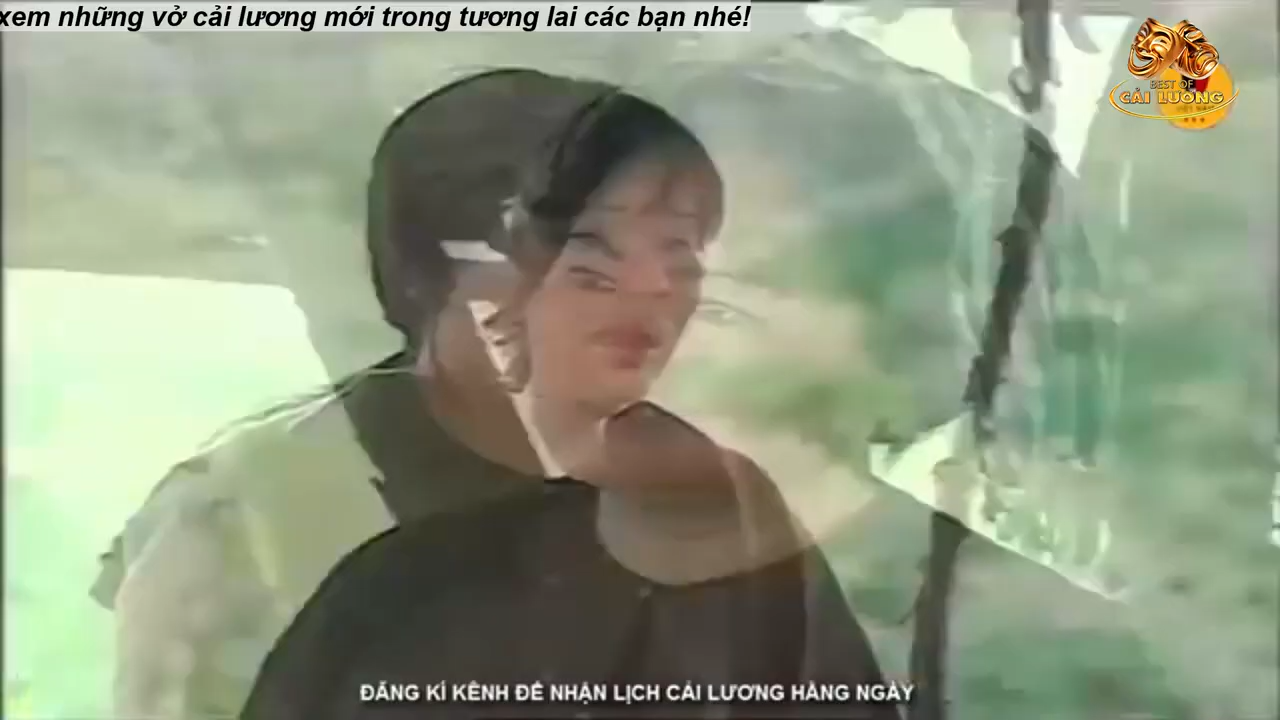 xem những vở cải lương mới trong tương lai các bạn nhé!
BEST OF
CẢI LƯƠNG
ĐĂNG KÍ KÊNH ĐỂ NHẬN LỊCH CẢI LƯƠNG HÀNG NGÀY